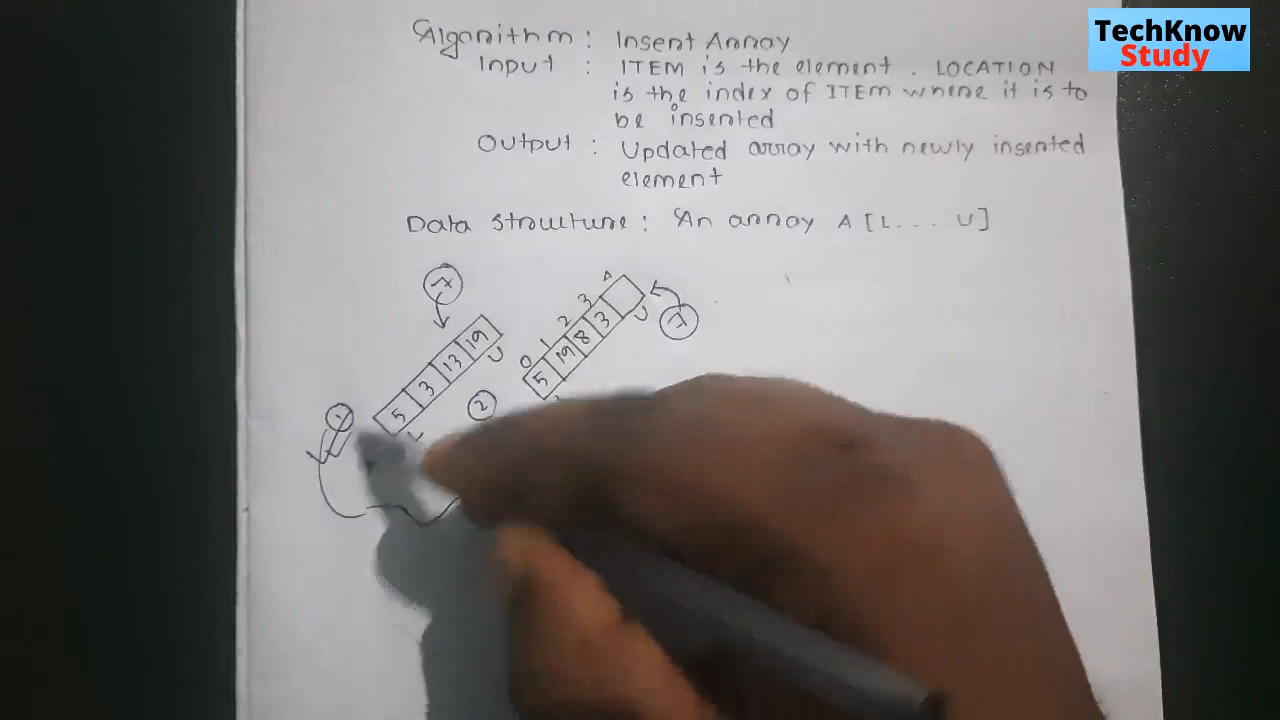 TechKnow
Study
Algorithm : Insert Array
Input : ITEM is the element . LOCATION
is the index of ITEM where it is to
be inserted
Output : Updated array with newly inserted
element
Data structure : An array A [ L . . . . U ]
7
5 3 13 19
L U
1
2
0 1 2 3 4
5 19 8 3
U
7